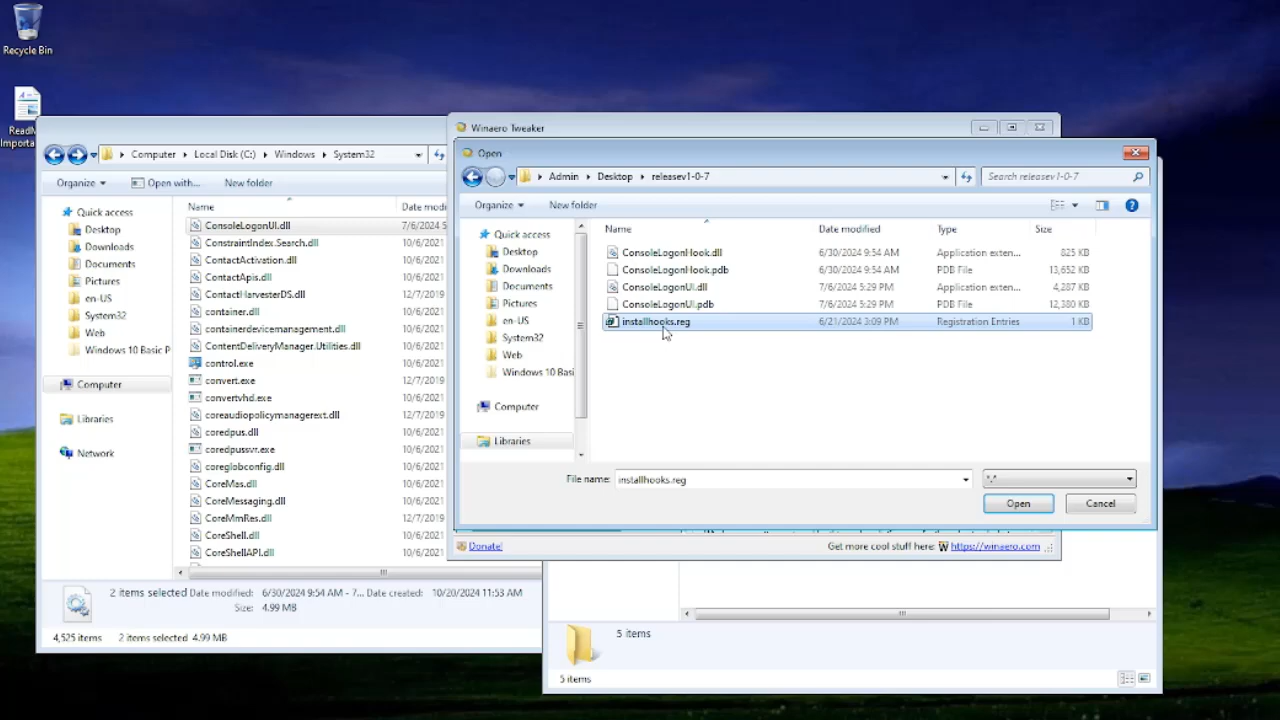 Recycle Bin
ReadM
Importa
Computer Local Disk (C:) Windows System32
Organize Open with... New folder
Quick access
Desktop
Downloads
Documents
Pictures
en-US
System32
Web
Windows 10 Basic P
Computer
Libraries
Network
Name Date modi
ConsoleLogonUI.dll 7/6/2024 5
ConstraintIndex.Search.dll 10/6/2021
ContactActivation.dll 10/6/2021
ContactApis.dll 10/6/2021
ContactHarvesterDS.dll 12/7/2019
container.dll 10/6/2021
containerdevicemanagement.dll 10/6/2021
ContentDeliveryManager.Utilities.dll 10/6/2021
control.exe 12/7/2019
convert.exe 12/7/2019
convertvhd.exe 10/6/2021
coreaudiopolicymanagerext.dll 12/7/2019
coredpus.dll 10/6/2021
coredpussvr.exe 10/6/2021
coreglobconfig.dll 10/6/2021
CoreMas.dll 10/6/2021
CoreMessaging.dll 10/6/2021
CoreMmRes.dll 12/7/2019
CoreShell.dll 10/6/2021
CoreShellAPI.dll 10/6/2021
2 items selected Date modified: 6/30/2024 9:54 AM - 7... Date created: 10/20/2024 11:53 AM
Size: 4.99 MB
4,525 items 2 items selected 4.99 MB
Winaero Tweaker
Open
Admin Desktop releasev1-0-7 Search releasev1-0-7
Organize New folder
Quick access
Desktop
Downloads
Documents
Pictures
en-US
System32
Web
Windows 10 Basi
Computer
Libraries
Name Date modified Type Size
ConsoleLogonHook.dll 6/30/2024 9:54 AM Application exten... 825 KB
ConsoleLogonHook.pdb 6/30/2024 9:54 AM PDB File 13,652 KB
ConsoleLogonUI.dll 7/6/2024 5:29 PM Application exten... 4,287 KB
ConsoleLogonUI.pdb 7/6/2024 5:29 PM PDB File 12,380 KB
installhooks.reg 6/21/2024 3:09 PM Registration Entries 1 KB
File name: installhooks.reg *.*
Open Cancel
Donate! Get more cool stuff here: W https://winaero.com
5 items
5 items